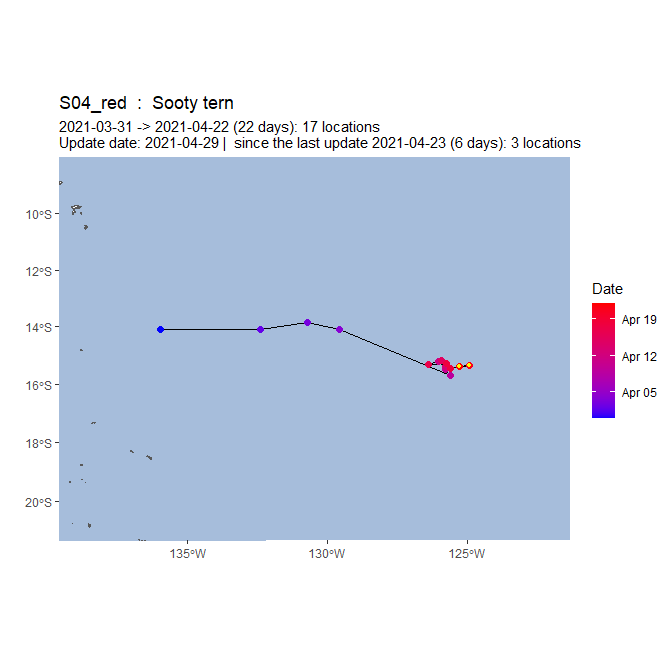 S04_red : Sooty tern
2021-03-31 -> 2021-04-22 (22 days): 17 locations
Update date: 2021-04-29 | since the last update 2021-04-23 (6 days): 3 locations
10°S
12°S
14°S
16°S
18°S
20°S
135°W
130°W
125°W
Date
Apr 19
Apr 12
Apr 05